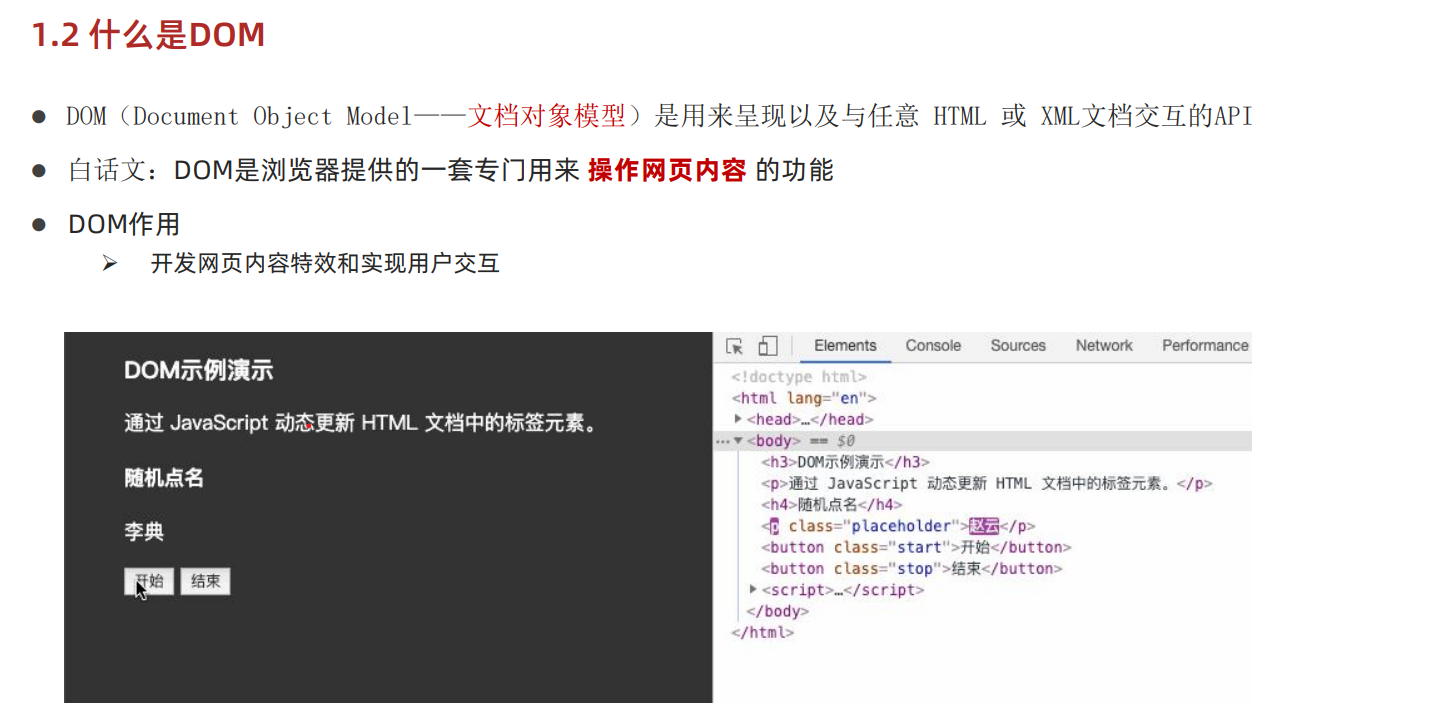 1.2 什么是DOM
DOM（Document Object Model——文档对象模型）是用来呈现以及与任意 HTML 或 XML文档交互的API
白话文：DOM是浏览器提供的一套专门用来 操作网页内容 的功能
DOM作用
开发网页内容特效和实现用户交互
DOM示例演示
通过 JavaScript 动态更新 HTML 文档中的标签元素。
随机点名
李典
开始 结束
Elements Console Sources Network Performance
<!doctype html>
<html lang="en">
<head>…</head>
<body> == $0
<h3>DOM示例演示</h3>
<p>通过 JavaScript 动态更新 HTML 文档中的标签元素。</p>
<h4>随机点名</h4>
<p class="placeholder">赵云</p>
<button class="start">开始</button>
<button class="stop">结束</button>
<script>…</script>
</body>
</html>